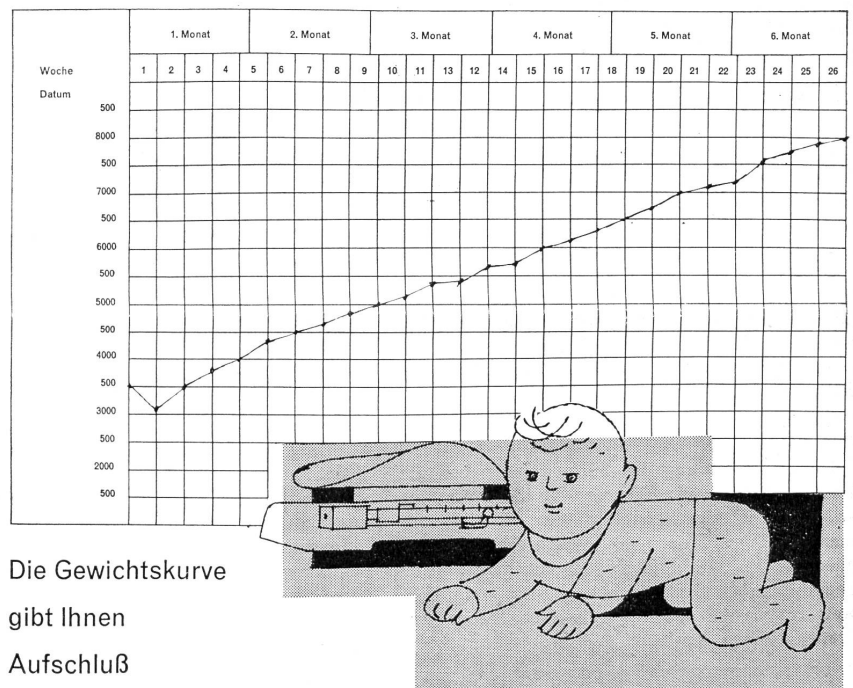 1. Monat 2. Monat 3. Monat 4. Monat 5. Monat 6. Monat
Woche 1 2 3 4 5 6 7 8 9 10 11 13 12 14 15 16 17 18 19 20 21 22 23 24 25 26
Datum
500
8000
500
7000
500
6000
500
5000
500
4000
500
3000
500
2000
500
Die Gewichtskurve
gibt Ihnen
Aufschluß